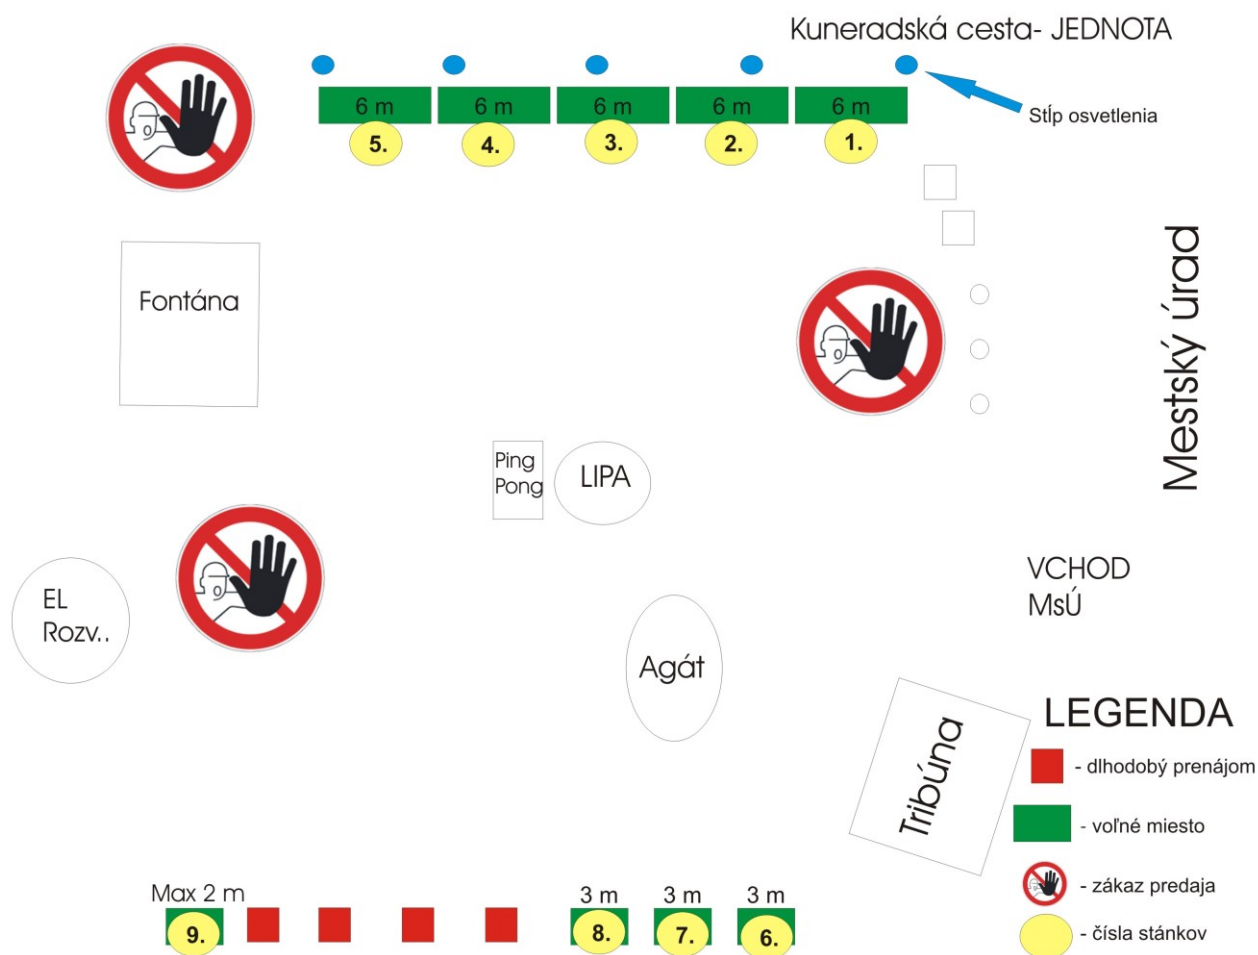 Kuneradská cesta- JEDNOTA
Stĺp osvetlenia
6 m 6 m 6 m 6 m 6 m
5. 4. 3. 2. 1.
Fontána
Mestský úrad
Ping
Pong
LIPA
EL
Rozv..
VCHOD
MsÚ
Agát
Tribúna
LEGENDA
- dlhodobý prenájom
- voľné miesto
- zákaz predaja
- čísla stánkov
Max 2 m 3 m 3 m 3 m
9. 8. 7. 6.